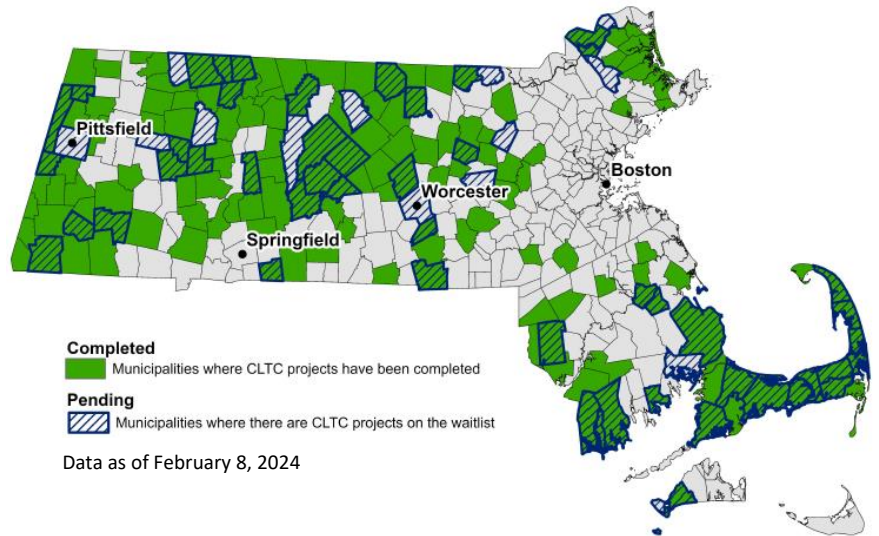 Pittsfield
Boston
Worcester
Springfield
Completed
Municipalities where CLTC projects have been completed
Pending
Municipalities where there are CLTC projects on the waitlist
Data as of February 8, 2024